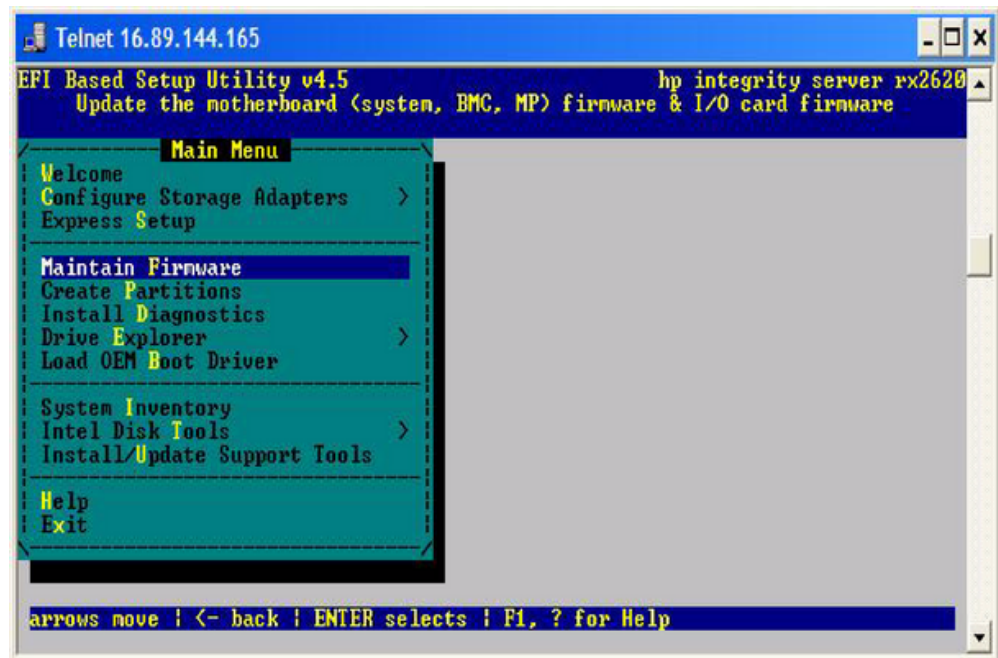 Telnet 16.89.144.165
EFI Based Setup Utility v4.5 hp integrity server rx2620
Update the motherboard (system, BMC, MP) firmware & I/O card firmware
Main Menu
Welcome
Configure Storage Adapters >
Express Setup
Maintain Firmware
Create Partitions
Install Diagnostics
Drive Explorer >
Load OEM Boot Driver
System Inventory
Intel Disk Tools >
Install/Update Support Tools
Help
Exit
arrows move ¦ <- back ¦ ENTER selects ¦ F1, ? for Help